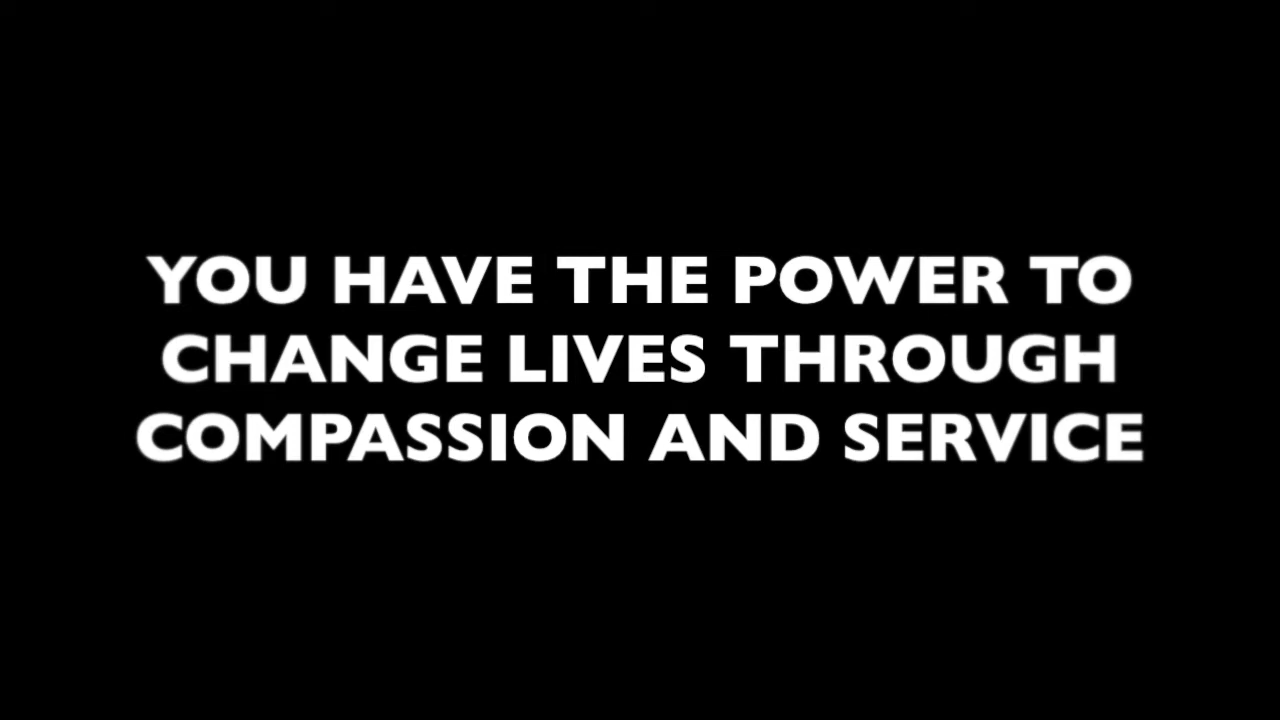 YOU HAVE THE POWER TO
CHANGE LIVES THROUGH
COMPASSION AND SERVICE